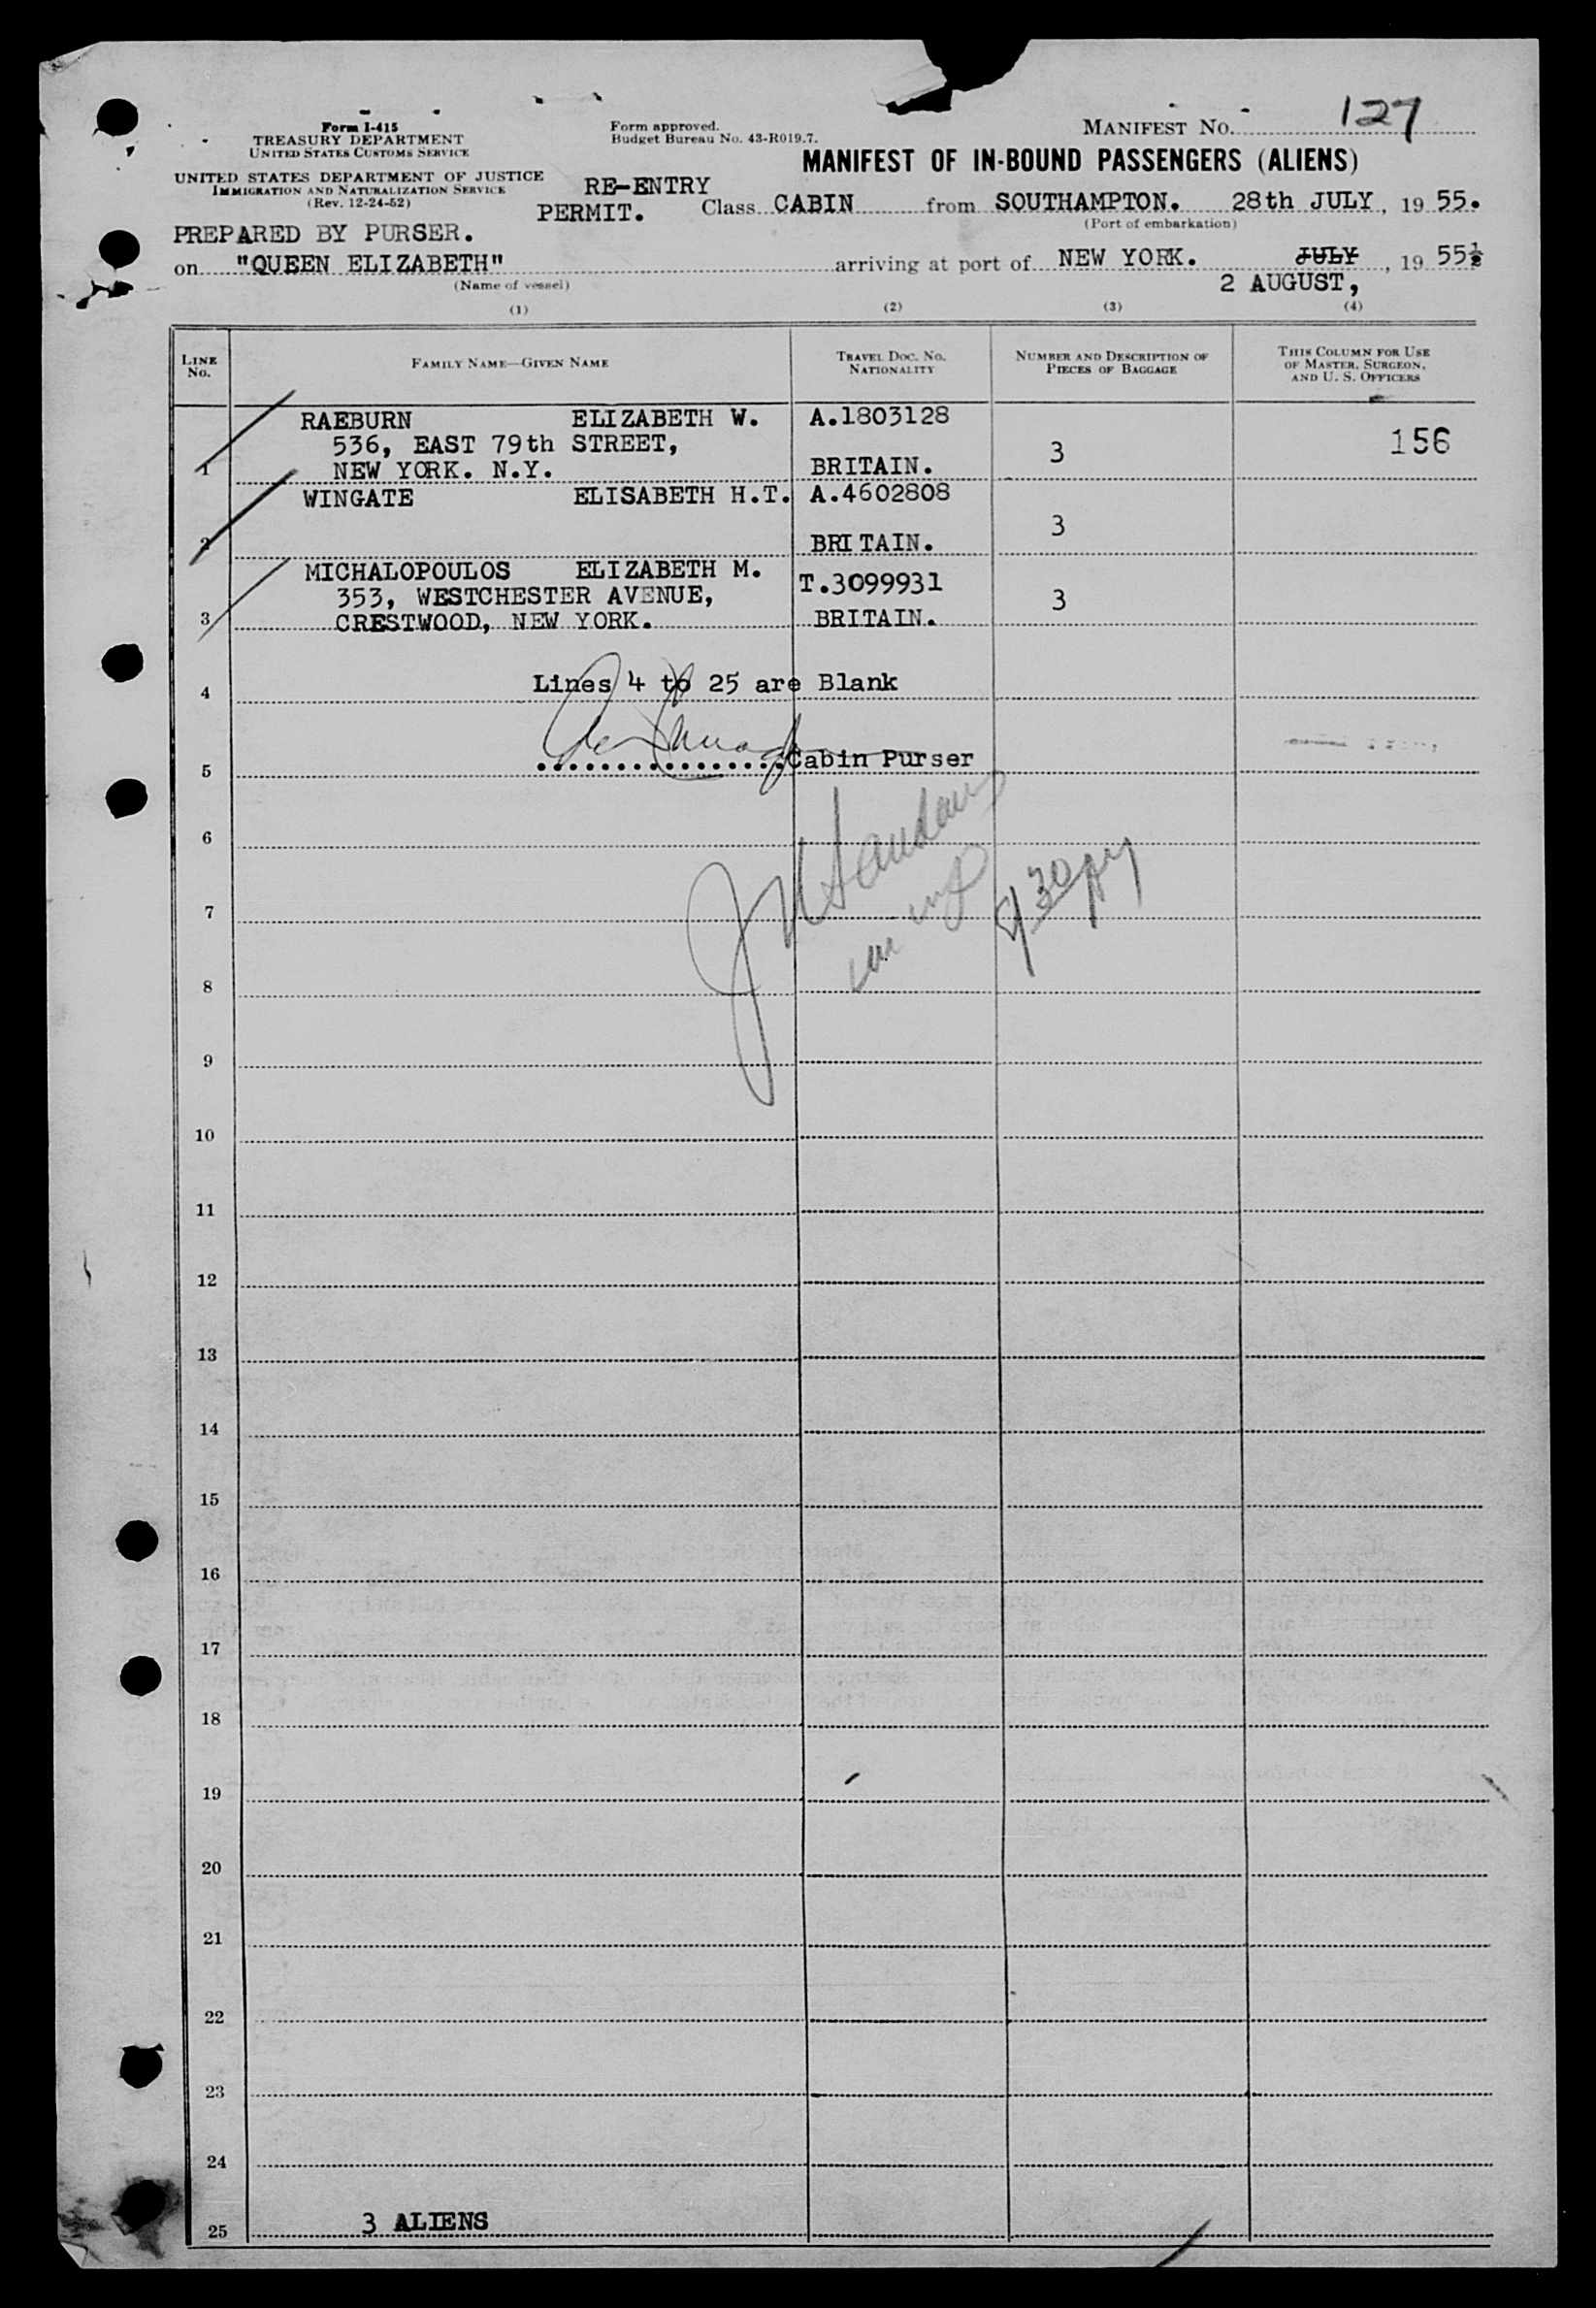 Form I-415
TREASURY DEPARTMENT
UNITED STATES CUSTOMS SERVICE
UNITED STATES DEPARTMENT OF JUSTICE
IMMIGRATION AND NATURALIZATION SERVICE
(Rev. 12-24-52)
Form approved.
Budget Bureau No. 43-R019.7.
MANIFEST NO. 127
MANIFEST OF IN-BOUND PASSENGERS (ALIENS)
RE-ENTRY
PERMIT.
Class CABIN from SOUTHAMPTON. 28th JULY, 19 55.
(Port of embarkation)
PREPARED BY PURSER.
on "QUEEN ELIZABETH" arriving at port of NEW YORK. JULY, 19 55
(Name of vessel) 2 AUGUST,
(1) (2) (3) (4)
LINE No. FAMILY NAME—GIVEN NAME TRAVEL DOC. NO. NATIONALITY NUMBER AND DESCRIPTION OF PIECES OF BAGGAGE THIS COLUMN FOR USE OF MASTER, SURGEON, AND U. S. OFFICERS
RAEBURN ELIZABETH W. A.1803128
536, EAST 79th STREET, 3 156
1 NEW YORK. N.Y. BRITAIN.
WINGATE ELISABETH H.T. A.4602808
3
2 BRITAIN.
MICHALOPOULOS ELIZABETH M. T.3099931
353, WESTCHESTER AVENUE, 3
3 CRESTWOOD, NEW YORK. BRITAIN.
4 Lines 4 to 25 are Blank
5 Cabin Purser
6
7
8
9
10
11
12
13
14
15
16
17
18
19
20
21
22
23
24
25 3 ALIENS